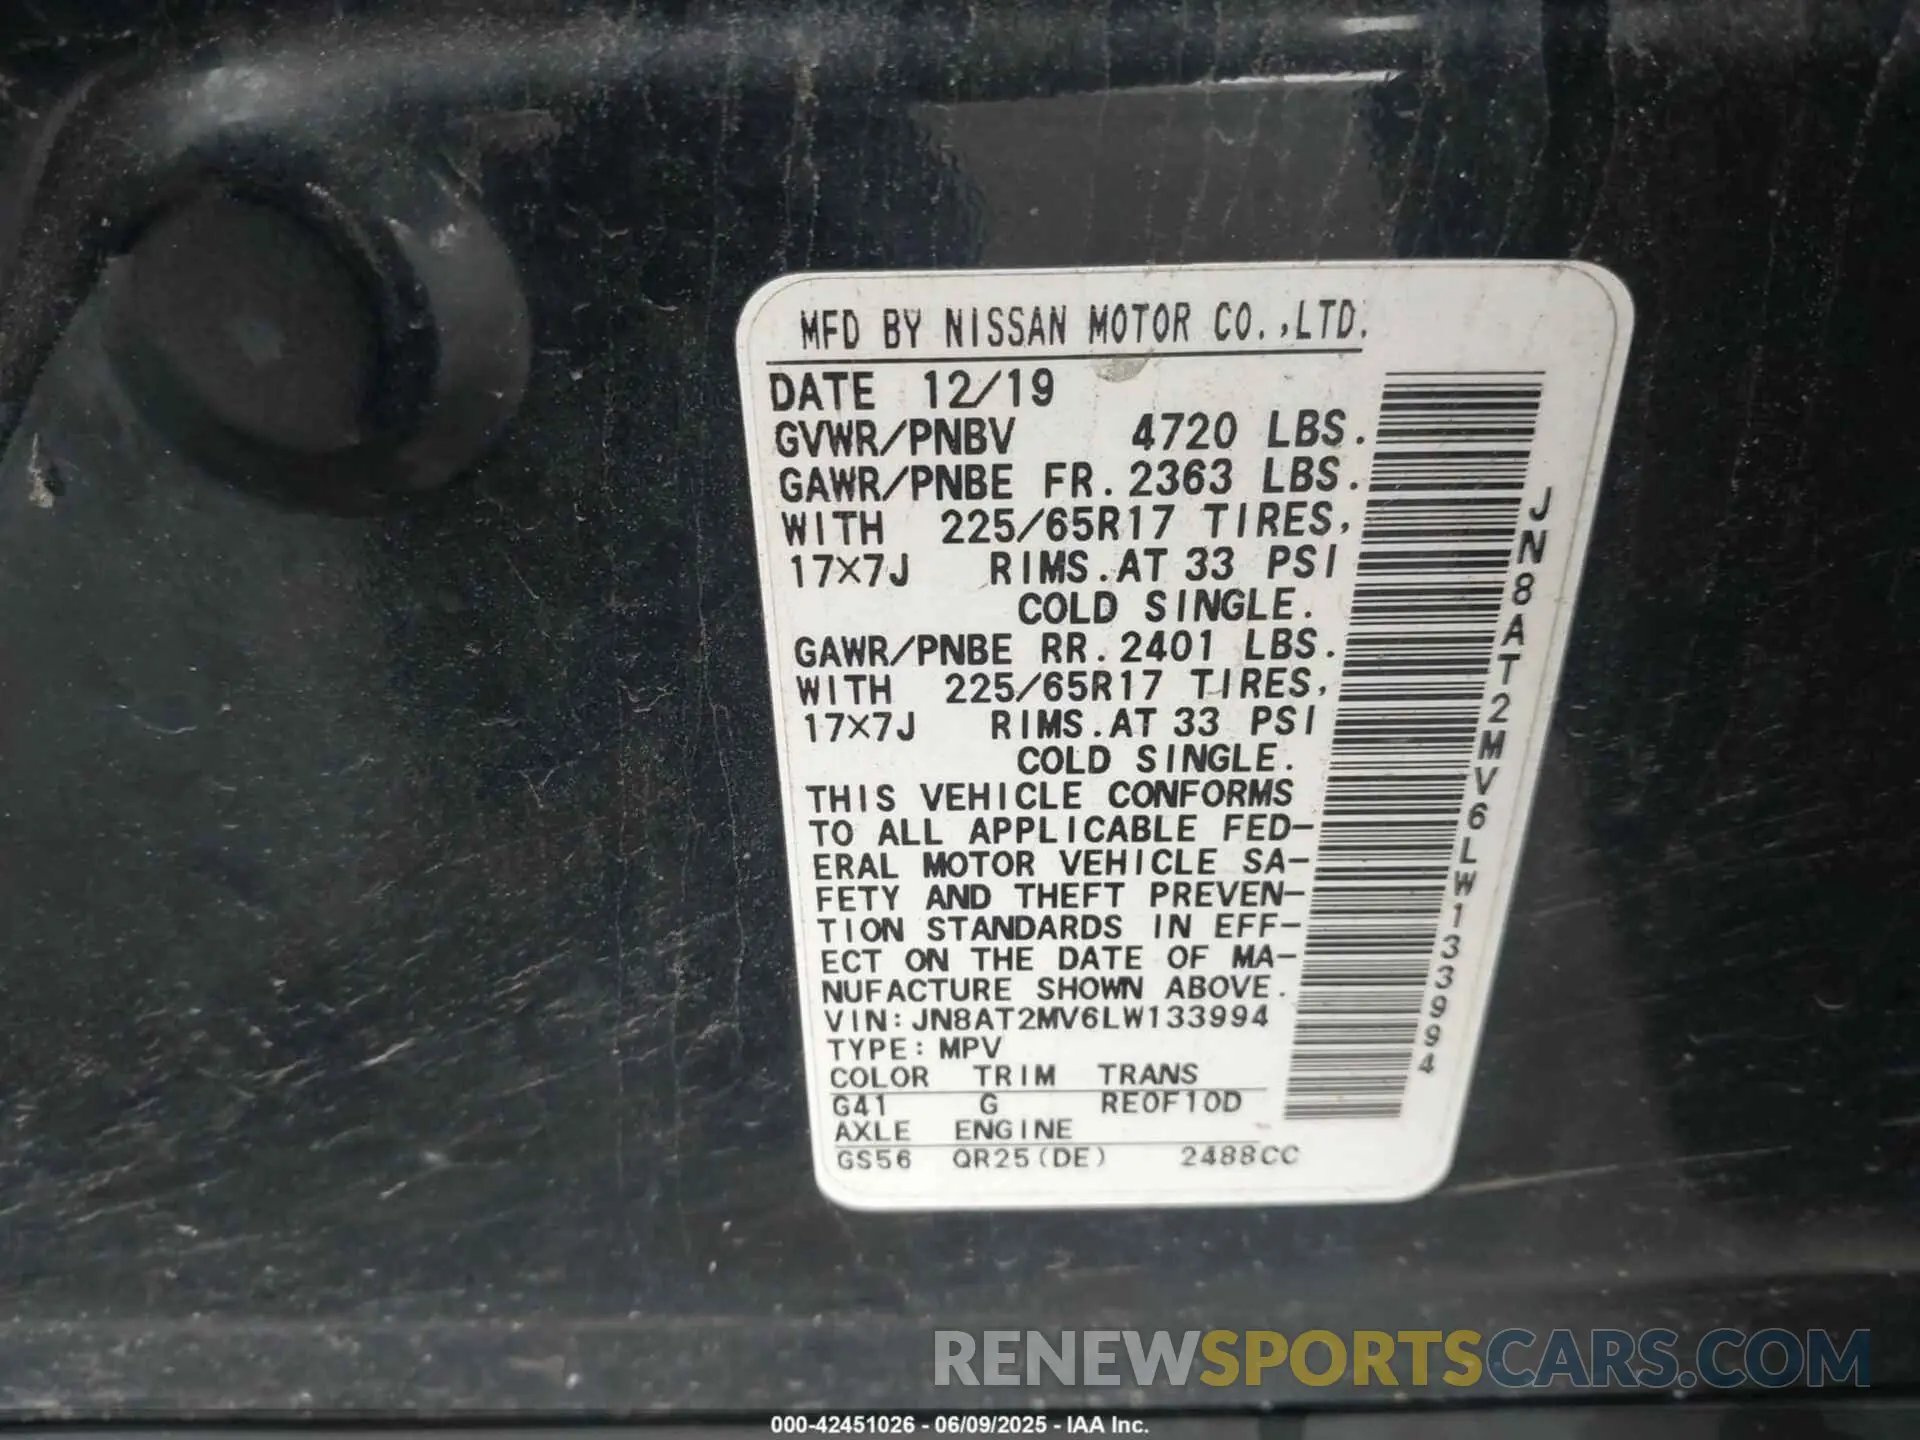 MFD BY NISSAN MOTOR CO.,LTD.
DATE 12/19
GVWR/PNBV 4720 LBS.
GAWR/PNBE FR. 2363 LBS.
WITH 225/65R17 TIRES,
17X7J RIMS.AT 33 PSI
COLD SINGLE.
GAWR/PNBE RR. 2401 LBS.
WITH 225/65R17 TIRES,
17X7J RIMS.AT 33 PSI
COLD SINGLE.
THIS VEHICLE CONFORMS
TO ALL APPLICABLE FED-
ERAL MOTOR VEHICLE SA-
FETY AND THEFT PREVEN-
TION STANDARDS IN EFF-
ECT ON THE DATE OF MA-
NUFACTURE SHOWN ABOVE.
VIN: JN8AT2MV6LW133994
TYPE: MPV
COLOR TRIM TRANS
G41 G RE0F10D
AXLE ENGINE
GS56 QR25(DE) 2488CC
JN8AT2MV6LW133994
RENEWSPORTSCARS.COM
000-42451026 - 06/09/2025 - IAA Inc.